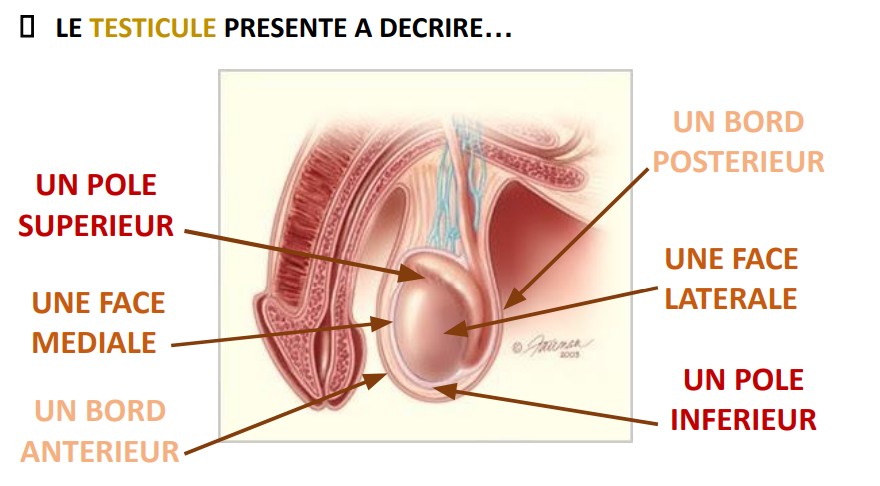 LE TESTICULE PRESENTE A DECRIRE...
UN BORD
POSTERIEUR
UN POLE
SUPERIEUR
UNE FACE
LATERALE
UNE FACE
MEDIALE
UN POLE
INFERIEUR
UN BORD
ANTERIEUR
© 
2003